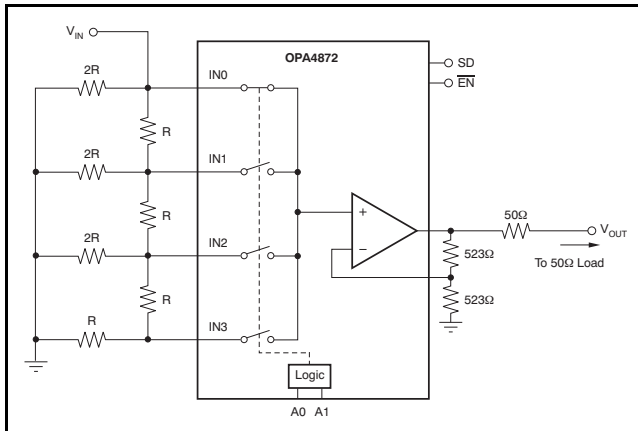 V_IN
OPA4872
SD
EN
IN0
2R
R
IN1
2R
R
IN2
2R
R
IN3
R
+
−
50Ω
V_OUT
To 50Ω Load
523Ω
523Ω
Logic
A0 A1